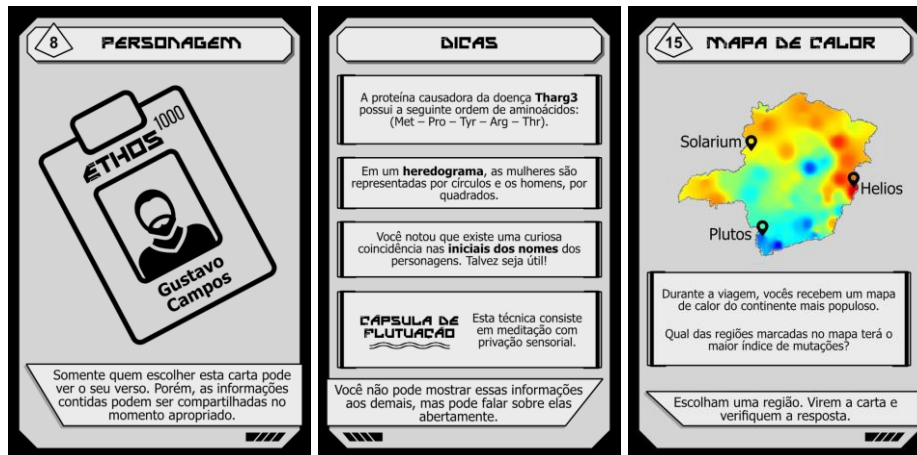 8
PERSONAGEM
ETHOS 1000
Gustavo
Campos
Somente quem escolher esta carta pode
ver o seu verso. Porém, as informações
contidas podem ser compartilhadas no
momento apropriado.
DICAS
A proteína causadora da doença Tharg3
possui a seguinte ordem de aminoácidos:
(Met – Pro – Tyr – Arg – Thr).
Em um heredograma, as mulheres são
representadas por círculos e os homens, por
quadrados.
Você notou que existe uma curiosa
coincidência nas iniciais dos nomes dos
personagens. Talvez seja útil!
CÁPSULA DE
FLUTUAÇÃO
Esta técnica consiste
em meditação com
privação sensorial.
Você não pode mostrar essas informações
aos demais, mas pode falar sobre elas
abertamente.
15
MAPA DE CALOR
Solarium
Helios
Plutos
Durante a viagem, vocês recebem um mapa
de calor do continente mais populoso.
Qual das regiões marcadas no mapa terá o
maior índice de mutações?
Escolham uma região. Virem a carta e
verifiquem a resposta.